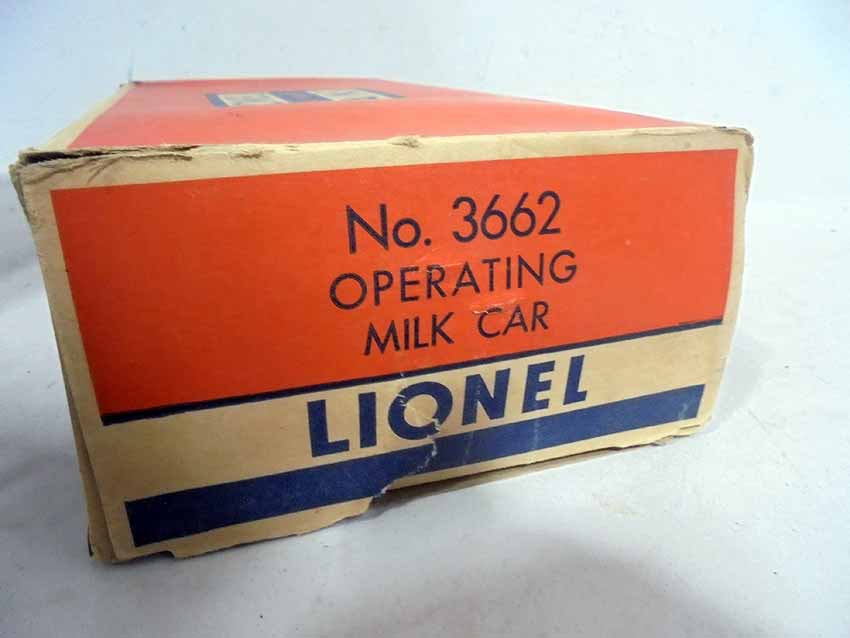 No. 3662
OPERATING
MILK CAR
LIONEL